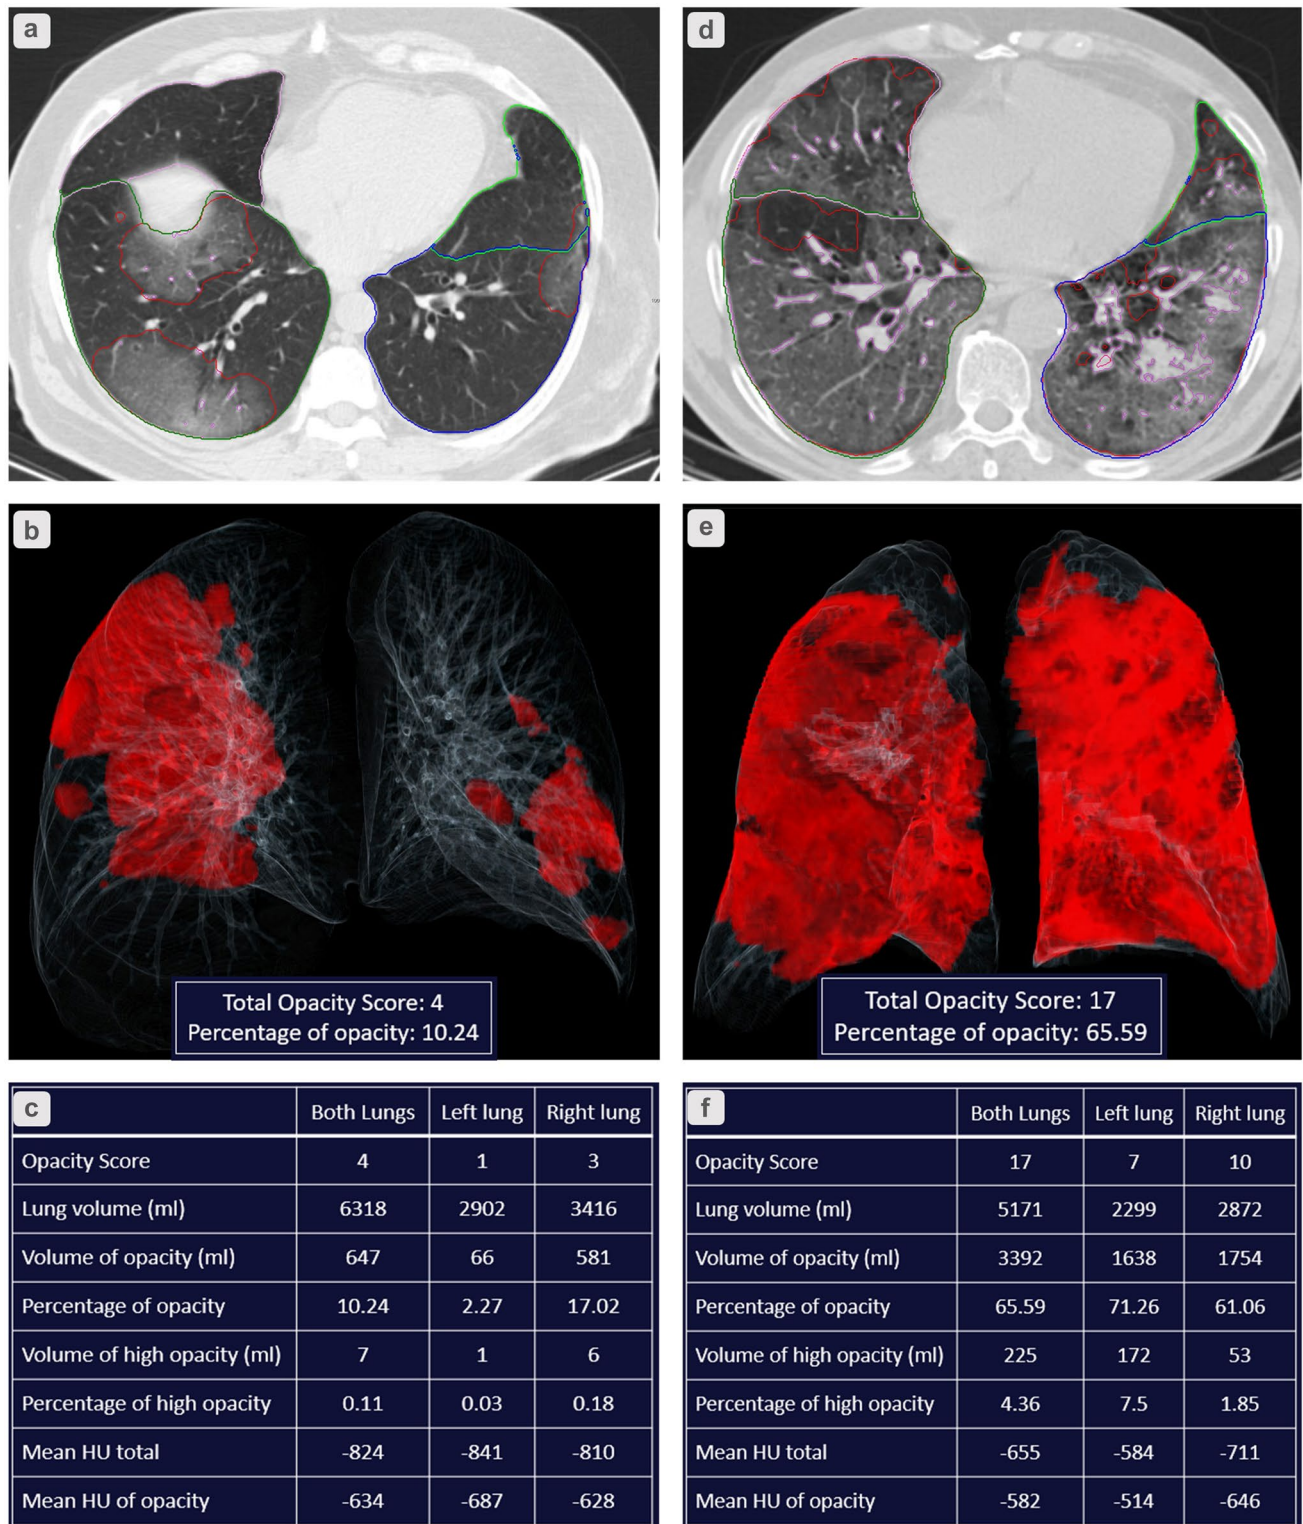 a
d
b
Total Opacity Score: 4
Percentage of opacity: 10.24
e
Total Opacity Score: 17
Percentage of opacity: 65.59
c
Both Lungs Left lung Right lung
Opacity Score 4 1 3
Lung volume (ml) 6318 2902 3416
Volume of opacity (ml) 647 66 581
Percentage of opacity 10.24 2.27 17.02
Volume of high opacity (ml) 7 1 6
Percentage of high opacity 0.11 0.03 0.18
Mean HU total -824 -841 -810
Mean HU of opacity -634 -687 -628
f
Both Lungs Left lung Right lung
Opacity Score 17 7 10
Lung volume (ml) 5171 2299 2872
Volume of opacity (ml) 3392 1638 1754
Percentage of opacity 65.59 71.26 61.06
Volume of high opacity (ml) 225 172 53
Percentage of high opacity 4.36 7.5 1.85
Mean HU total -655 -584 -711
Mean HU of opacity -582 -514 -646